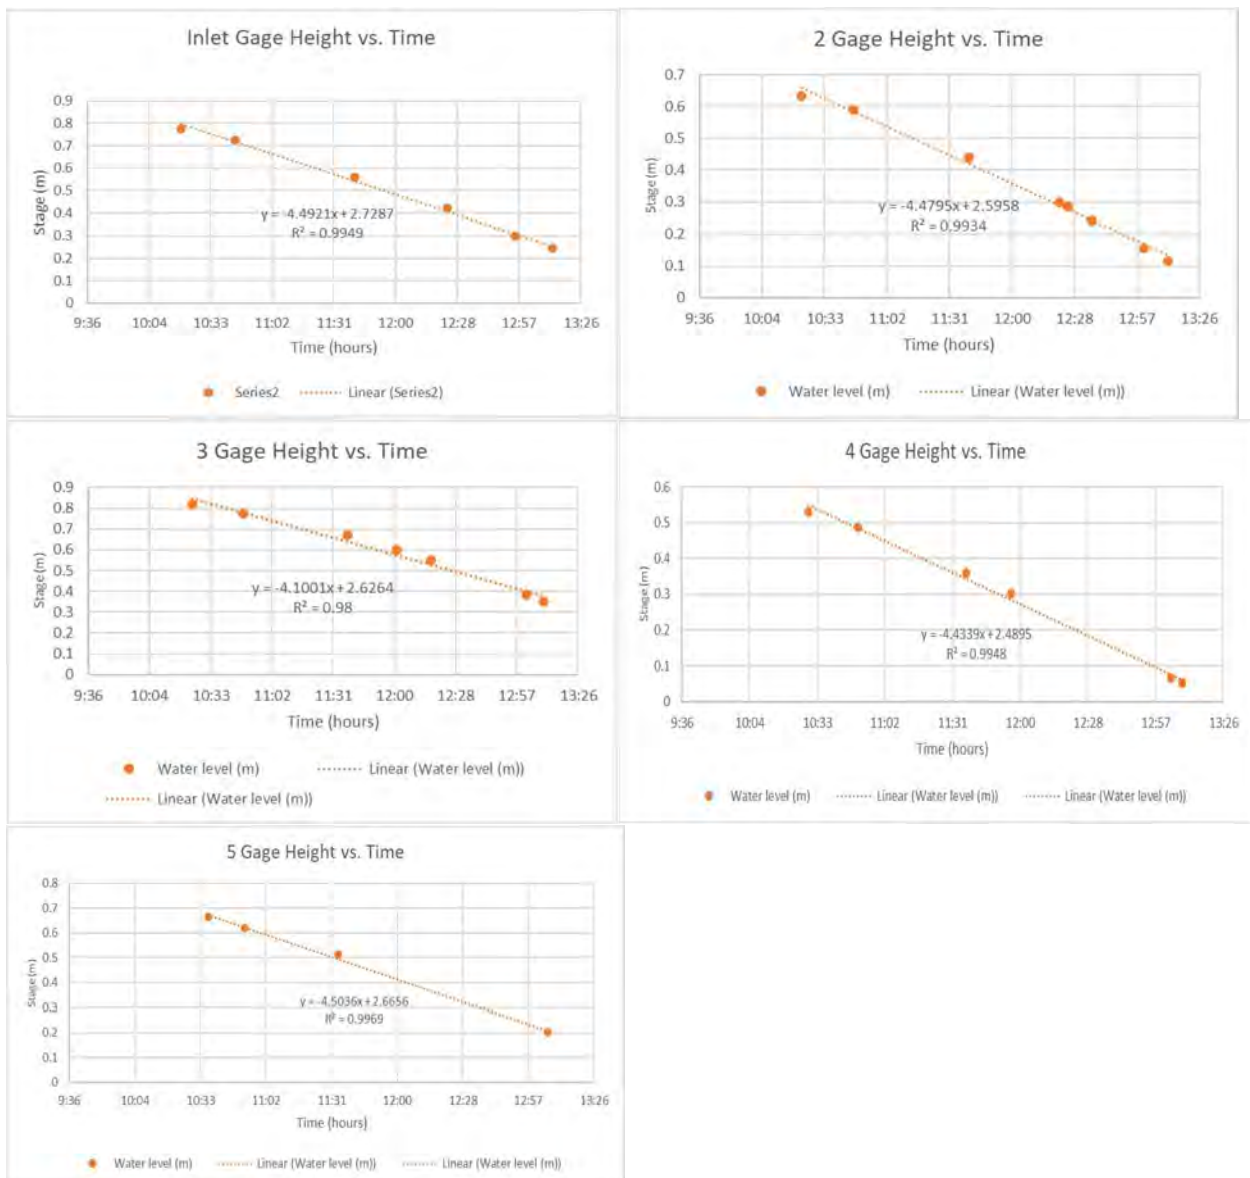 Inlet Gage Height vs. Time
Stage (m)
0.9
0.8
0.7
0.6
0.5
0.4
0.3
0.2
0.1
0
y = -4.4921x + 2.7287
R² = 0.9949
9:36 10:04 10:33 11:02 11:31 12:00 12:28 12:57 13:26
Time (hours)
Series2 Linear (Series2)
2 Gage Height vs. Time
Stage (m)
0.7
0.6
0.5
0.4
0.3
0.2
0.1
0
y = -4.4795x + 2.5958
R² = 0.9934
9:36 10:04 10:33 11:02 11:31 12:00 12:28 12:57 13:26
Time (hours)
Water level (m) Linear (Water level (m))
3 Gage Height vs. Time
Stage (m)
0.9
0.8
0.7
0.6
0.5
0.4
0.3
0.2
0.1
0
y = -4.1001x + 2.6264
R² = 0.98
9:36 10:04 10:33 11:02 11:31 12:00 12:28 12:57 13:26
Time (hours)
Water level (m) Linear (Water level (m))
Linear (Water level (m))
4 Gage Height vs. Time
Stage (m)
0.6
0.5
0.4
0.3
0.2
0.1
0
y = -4.4339x + 2.4895
R² = 0.9948
9:36 10:04 10:33 11:02 11:31 12:00 12:28 12:57 13:26
Time (hours)
Water level (m) Linear (Water level (m)) Linear (Water level (m))
5 Gage Height vs. Time
Stage (m)
0.8
0.7
0.6
0.5
0.4
0.3
0.2
0.1
0
y = -4.5036x + 2.6656
R² = 0.9969
9:36 10:04 10:33 11:02 11:31 12:00 12:28 12:57 13:26
Time (hours)
Water level (m) Linear (Water level (m)) Linear (Water level (m))